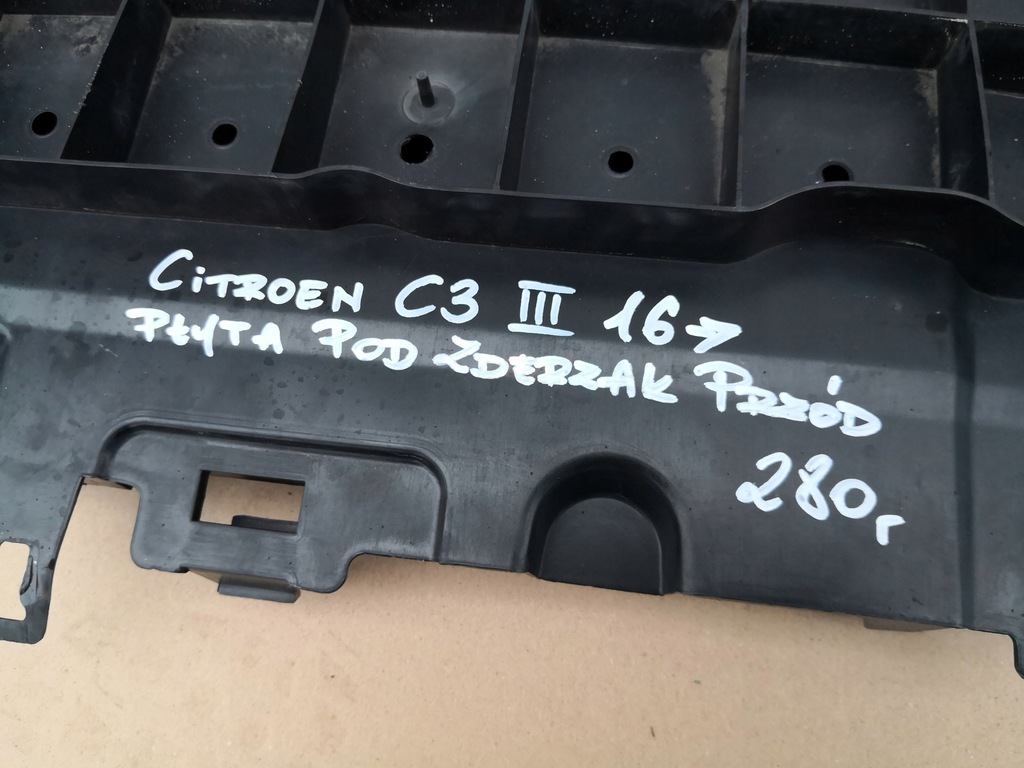 CiTROEN C3 III 16->
PŁYTA POD ZDERZAK PRZÓD
280r